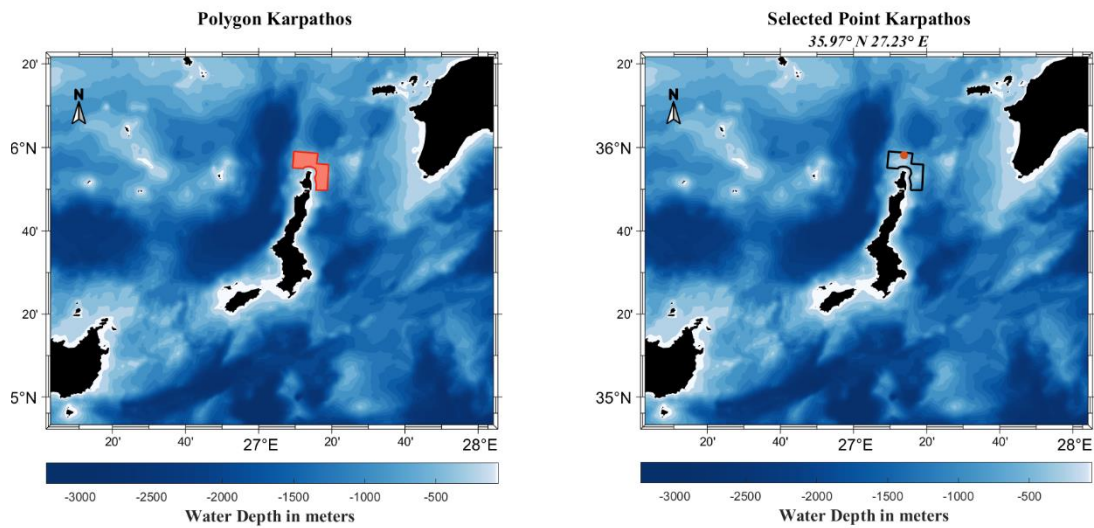 Polygon Karpathos
Selected Point Karpathos
35.97° N 27.23° E
20'
N
6°N
40'
20'
5°N
20'
40'
27°E
20'
40'
28°E
-3000
-2500
-2000
-1500
-1000
-500
Water Depth in meters
20'
N
36°N
40'
20'
35°N
20'
40'
27°E
20'
40'
28°E
-3000
-2500
-2000
-1500
-1000
-500
Water Depth in meters